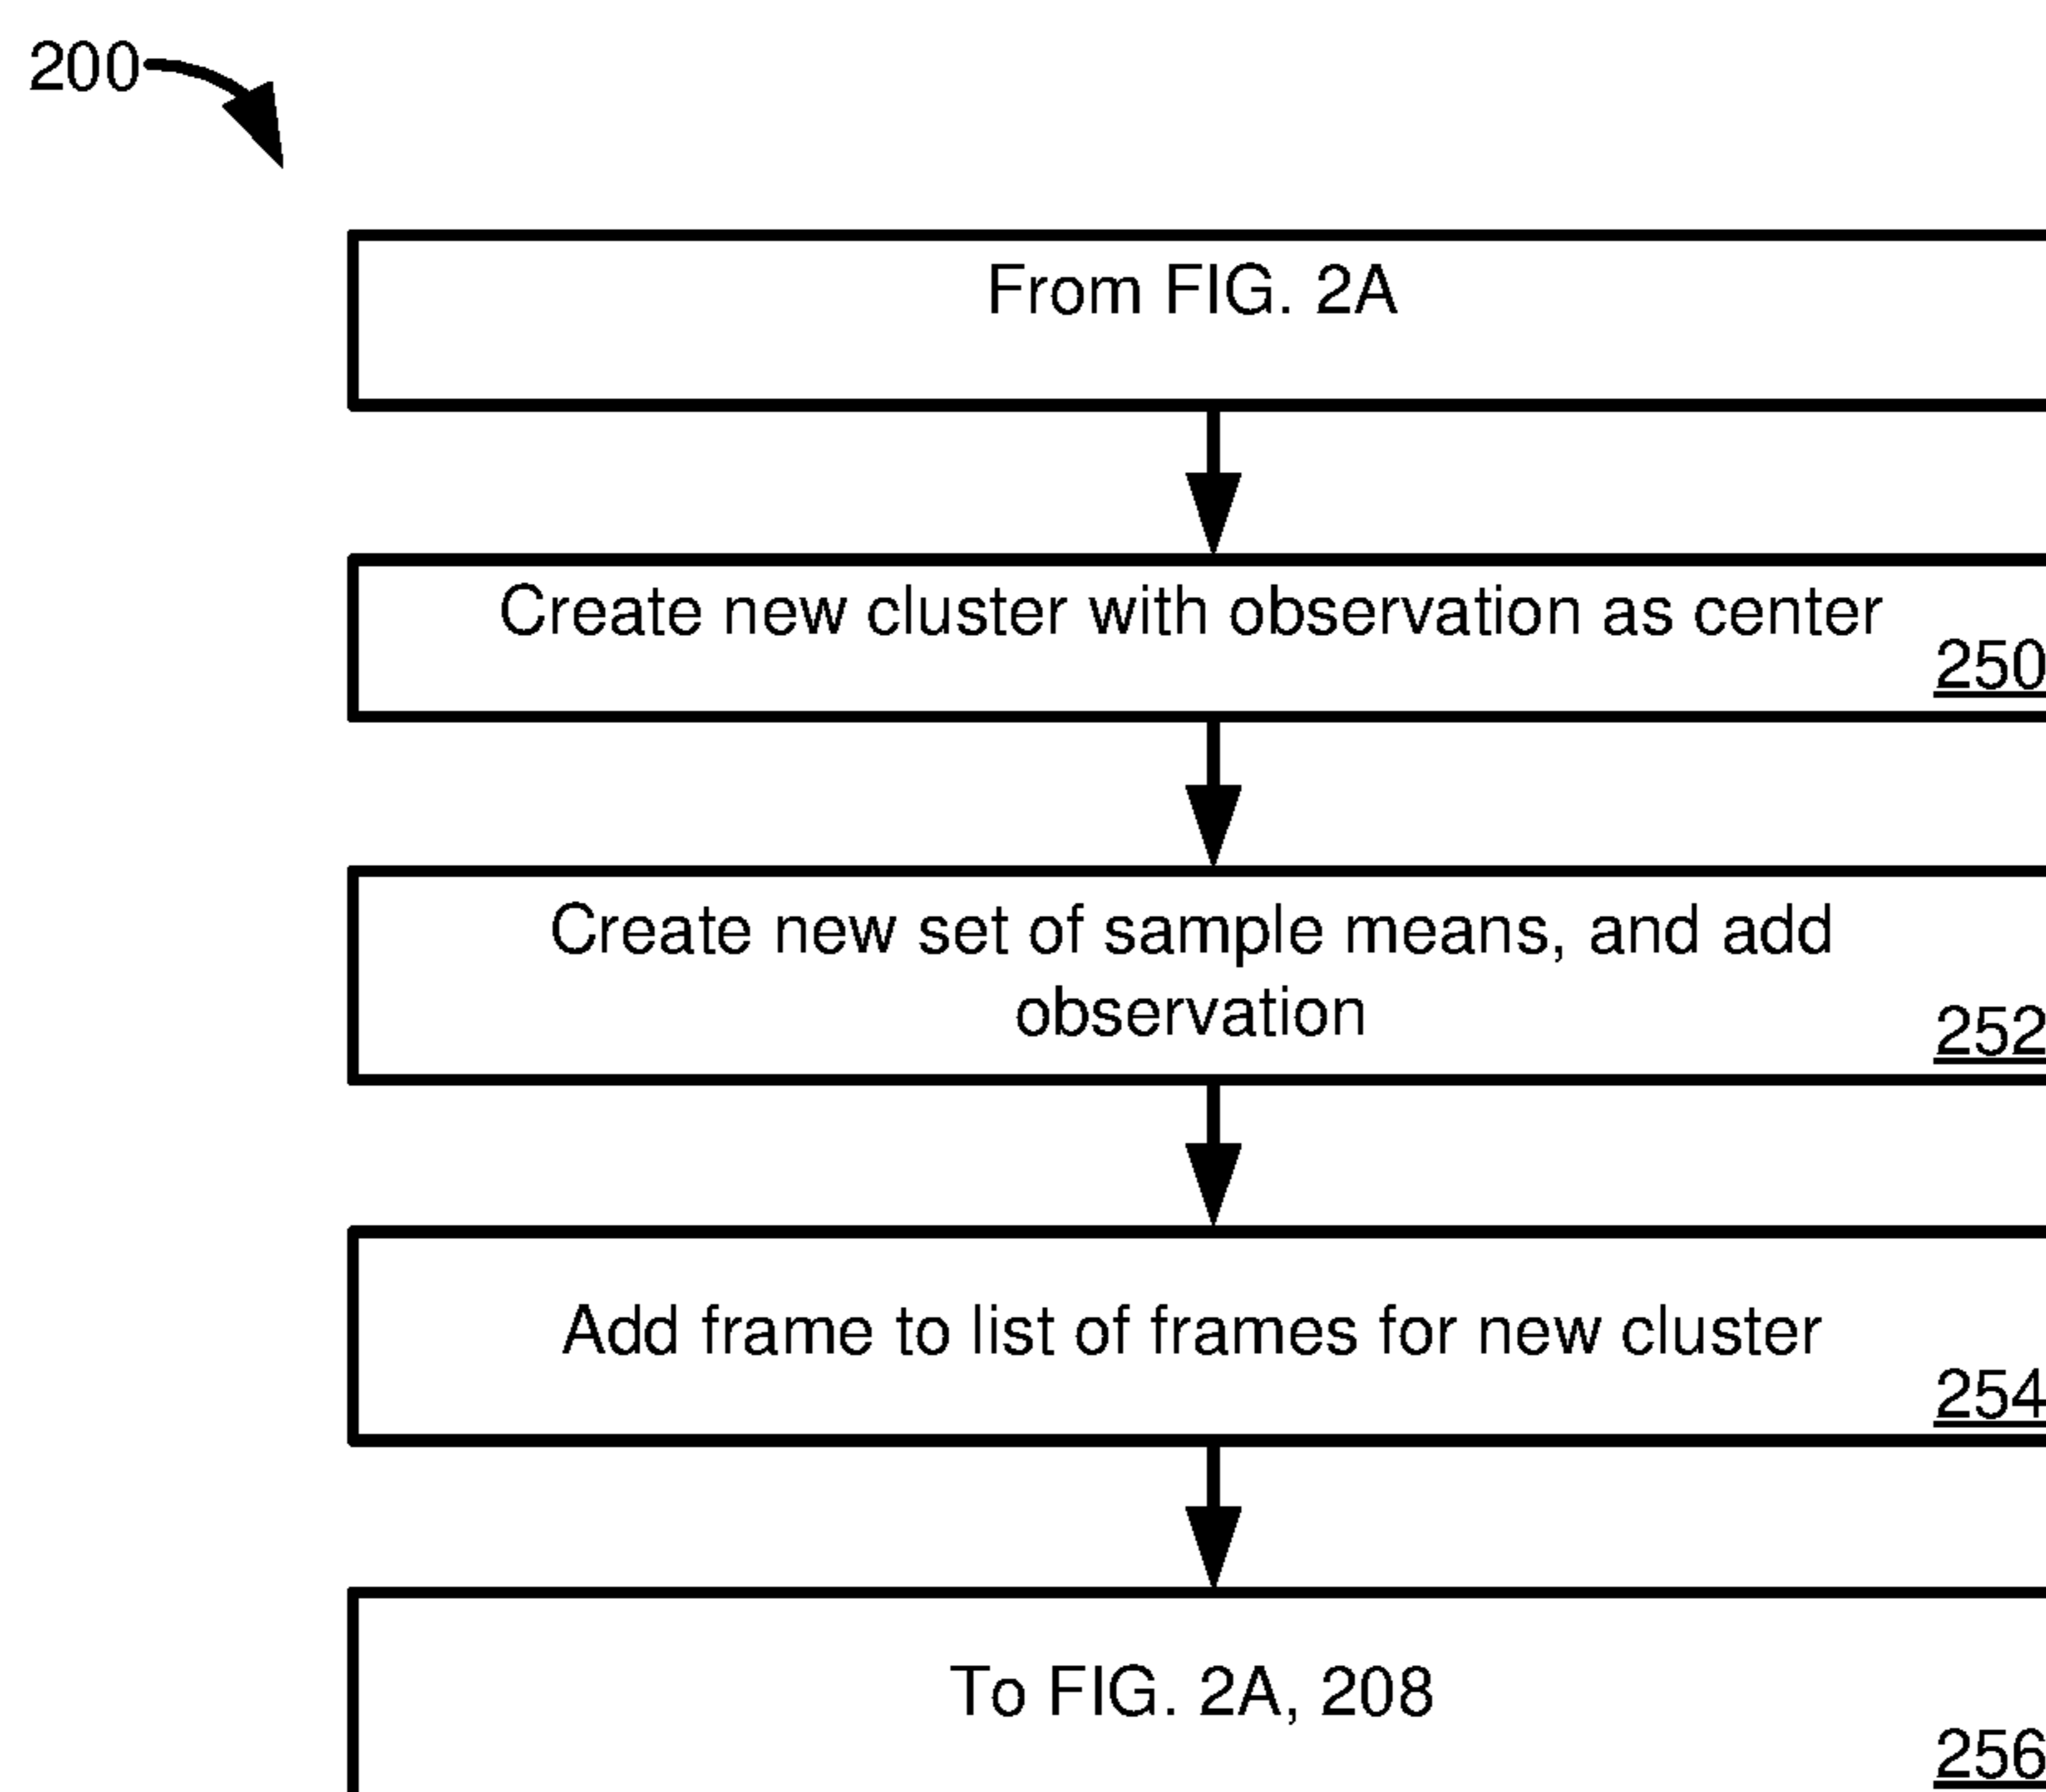 200
From FIG. 2A
Create new cluster with observation as center
250
Create new set of sample means, and add
observation
252
Add frame to list of frames for new cluster
254
To FIG. 2A, 208
256